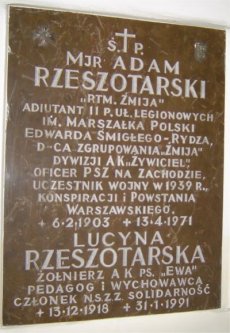 Ś † P.
MJR ADAM
RZESZOTARSKI
"RTM. ŻMIJA"
ADIUTANT II P. UŁ. LEGIONOWYCH
IM. MARSZAŁKA POLSKI
EDWARDA ŚMIGŁEGO-RYDZA,
D-CA ZGRUPOWANIA "ŻMIJA"
DYWIZJI A K "ŻYWICIEL",
OFICER PSZ NA ZACHODZIE,
UCZESTNIK WOJNY W 1939 R.,
KONSPIRACJI I POWSTANIA
WARSZAWSKIEGO.
+ 6·2·1903 + 13·4·1971
LUCYNA
RZESZOTARSKA
ŻOŁNIERZ A K PS. "EWA"
PEDAGOG I WYCHOWAWCA
CZŁONEK N.S.Z.Z. SOLIDARNOŚĆ
+ 13·12·1918 + 31·1·1991